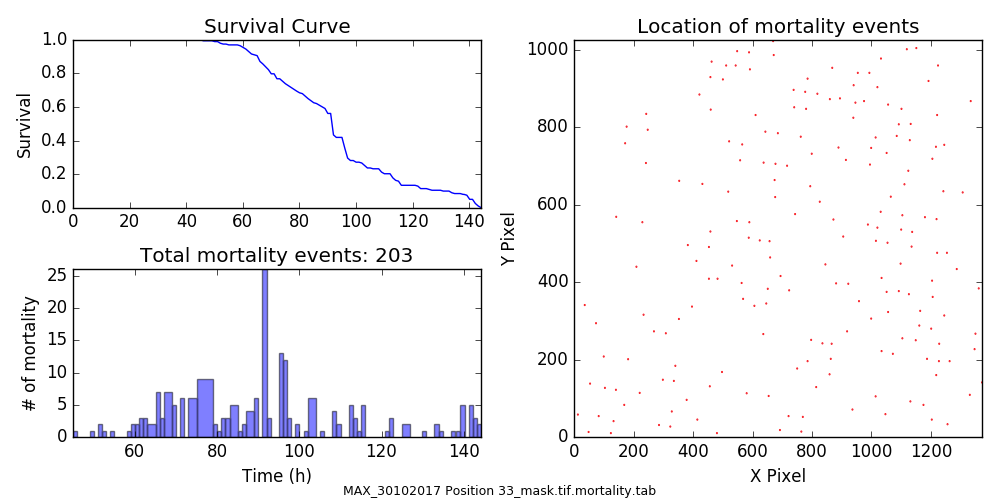 Survival Curve
1.0
0.8
0.6
0.4
0.2
0.0
Survival
0 20 40 60 80 100 120 140
Total mortality events: 203
25
20
15
10
5
0
# of mortality
60 80 100 120 140
Time (h)
Location of mortality events
1000
800
600
400
200
0
Y Pixel
0 200 400 600 800 1000 1200
X Pixel
MAX_30102017 Position 33_mask.tif.mortality.tab